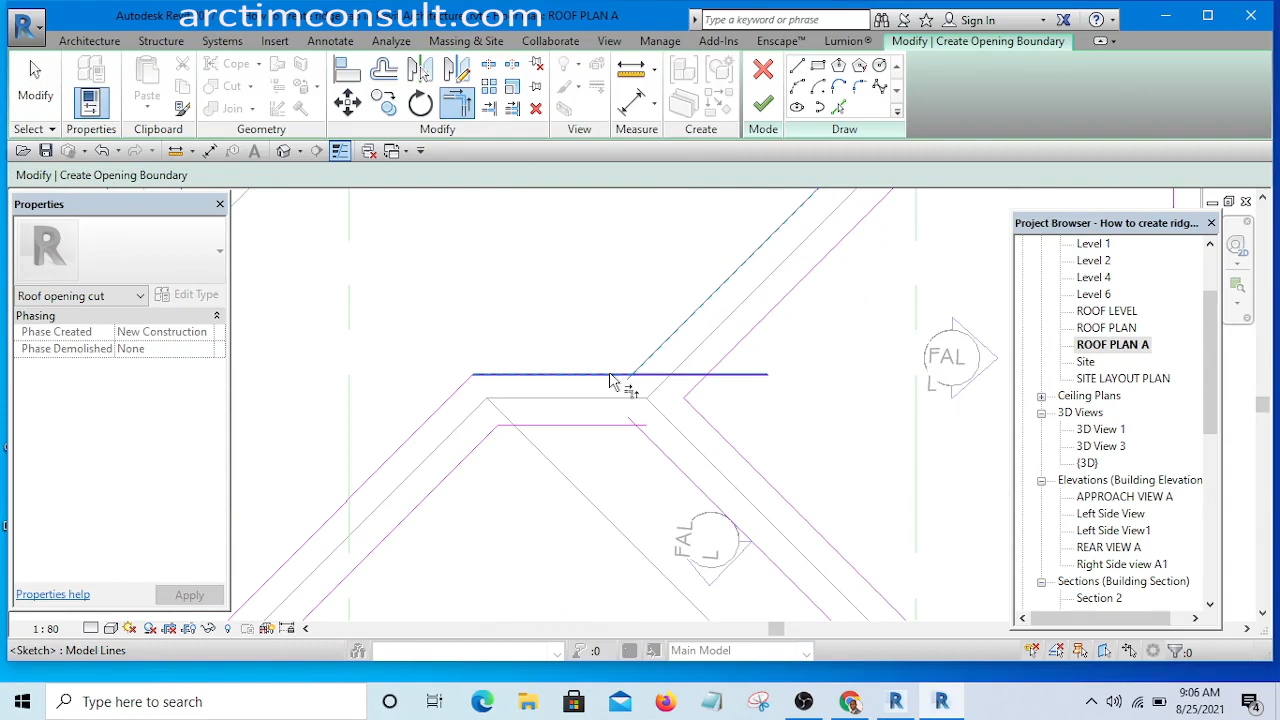 Autodesk Revit
arctimconsult.com
ROOF PLAN A
Type a keyword or phrase
Sign In
Architecture
Structure
Systems
Insert
Annotate
Analyze
Massing & Site
Collaborate
View
Manage
Add-Ins
Enscape™
Lumion®
Modify | Create Opening Boundary
Modify
Paste
Cope
Cut
Join
Select
Properties
Clipboard
Geometry
Modify
View
Measure
Create
Mode
Draw
Modify | Create Opening Boundary
Properties
Roof opening cut
Edit Type
Phasing
Phase Created New Construction
Phase Demolished None
Properties help
Apply
FAL
L
FAL
L
Project Browser - How to create ridg...
Level 1
Level 2
Level 4
Level 6
ROOF LEVEL
ROOF PLAN
ROOF PLAN A
Site
SITE LAYOUT PLAN
Ceiling Plans
3D Views
3D View 1
3D View 3
{3D}
Elevations (Building Elevation
APPROACH VIEW A
Left Side View
Left Side View1
REAR VIEW A
Right Side view A1
Sections (Building Section)
Section 2
1 : 80
<Sketch> : Model Lines
:0
Main Model
:0
Type here to search
9:06 AM
8/25/2021
4